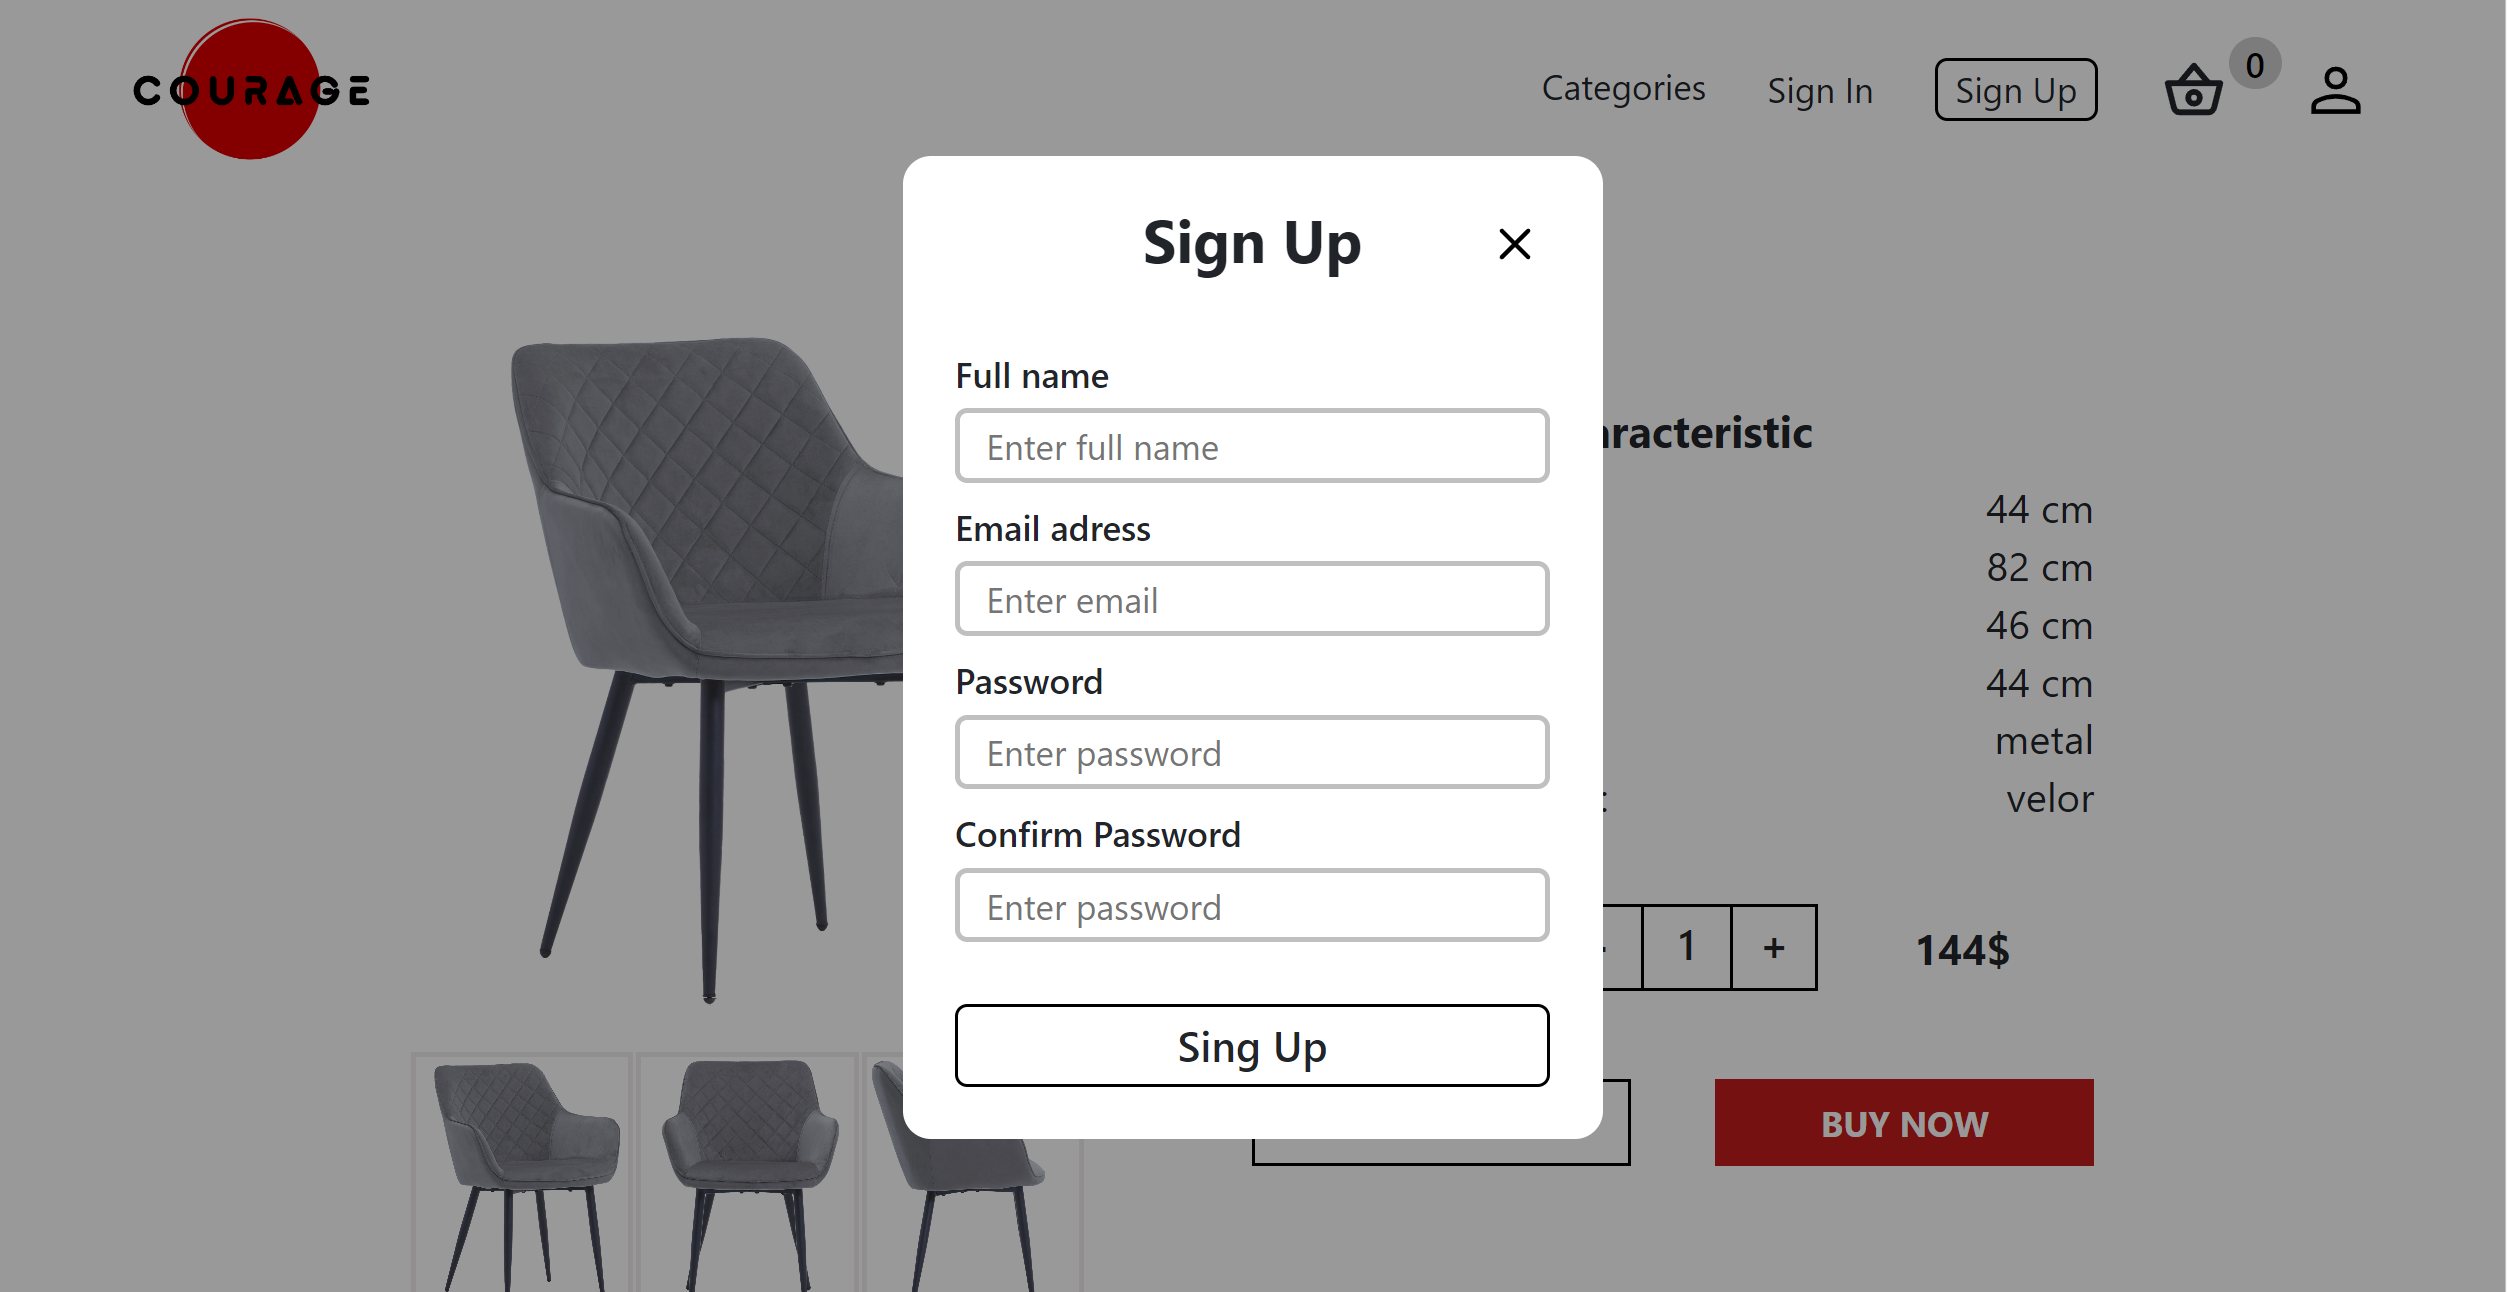 COURAGE
Categories
Sign In
Sign Up
0
Sign Up
Full name
Enter full name
Email adress
Enter email
Password
Enter password
Confirm Password
Enter password
Sing Up
aracteristic
44 cm
82 cm
46 cm
44 cm
metal
: velor
- 1 +
144$
BUY NOW